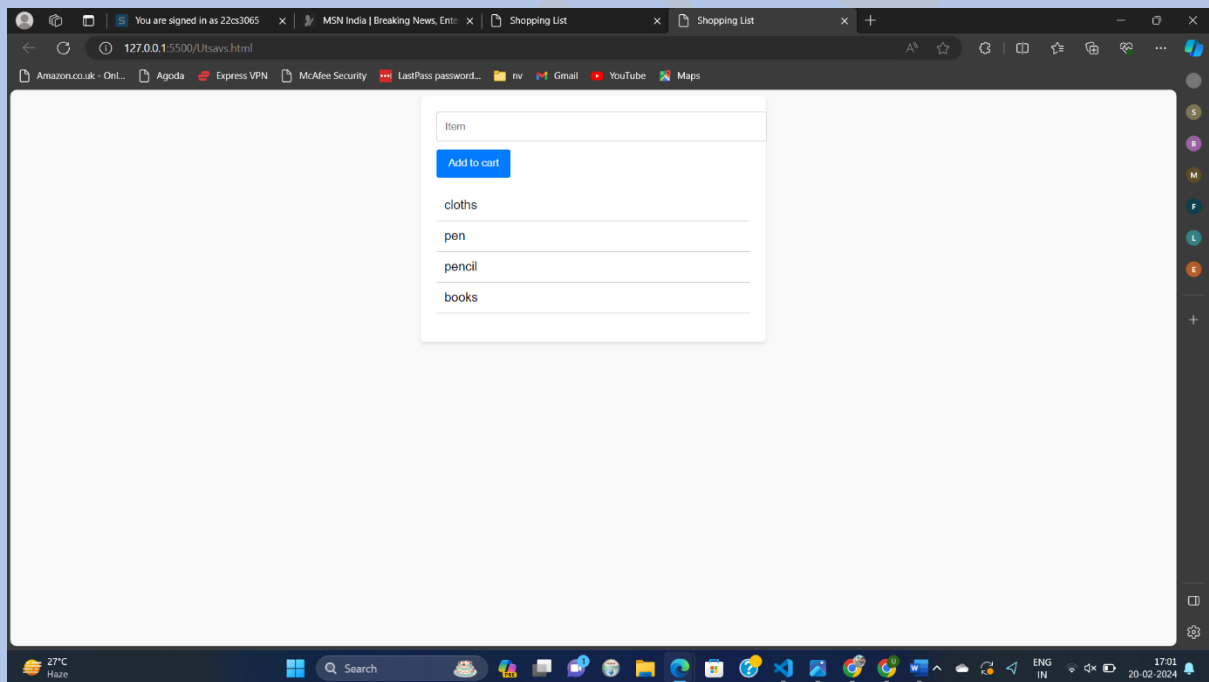 You are signed in as 22cs3065
MSN India | Breaking News, Ente
Shopping List
Shopping List
127.0.0.1:5500/Utsavs.html
Amazon.co.uk - Onl...
Agoda
Express VPN
McAfee Security
LastPass password...
nv
Gmail
YouTube
Maps
Item
Add to cart
cloths
pen
pencil
books
S
B
M
F
L
E
27°C
Haze
Search
PRE
ENG
IN
17:01
20-02-2024